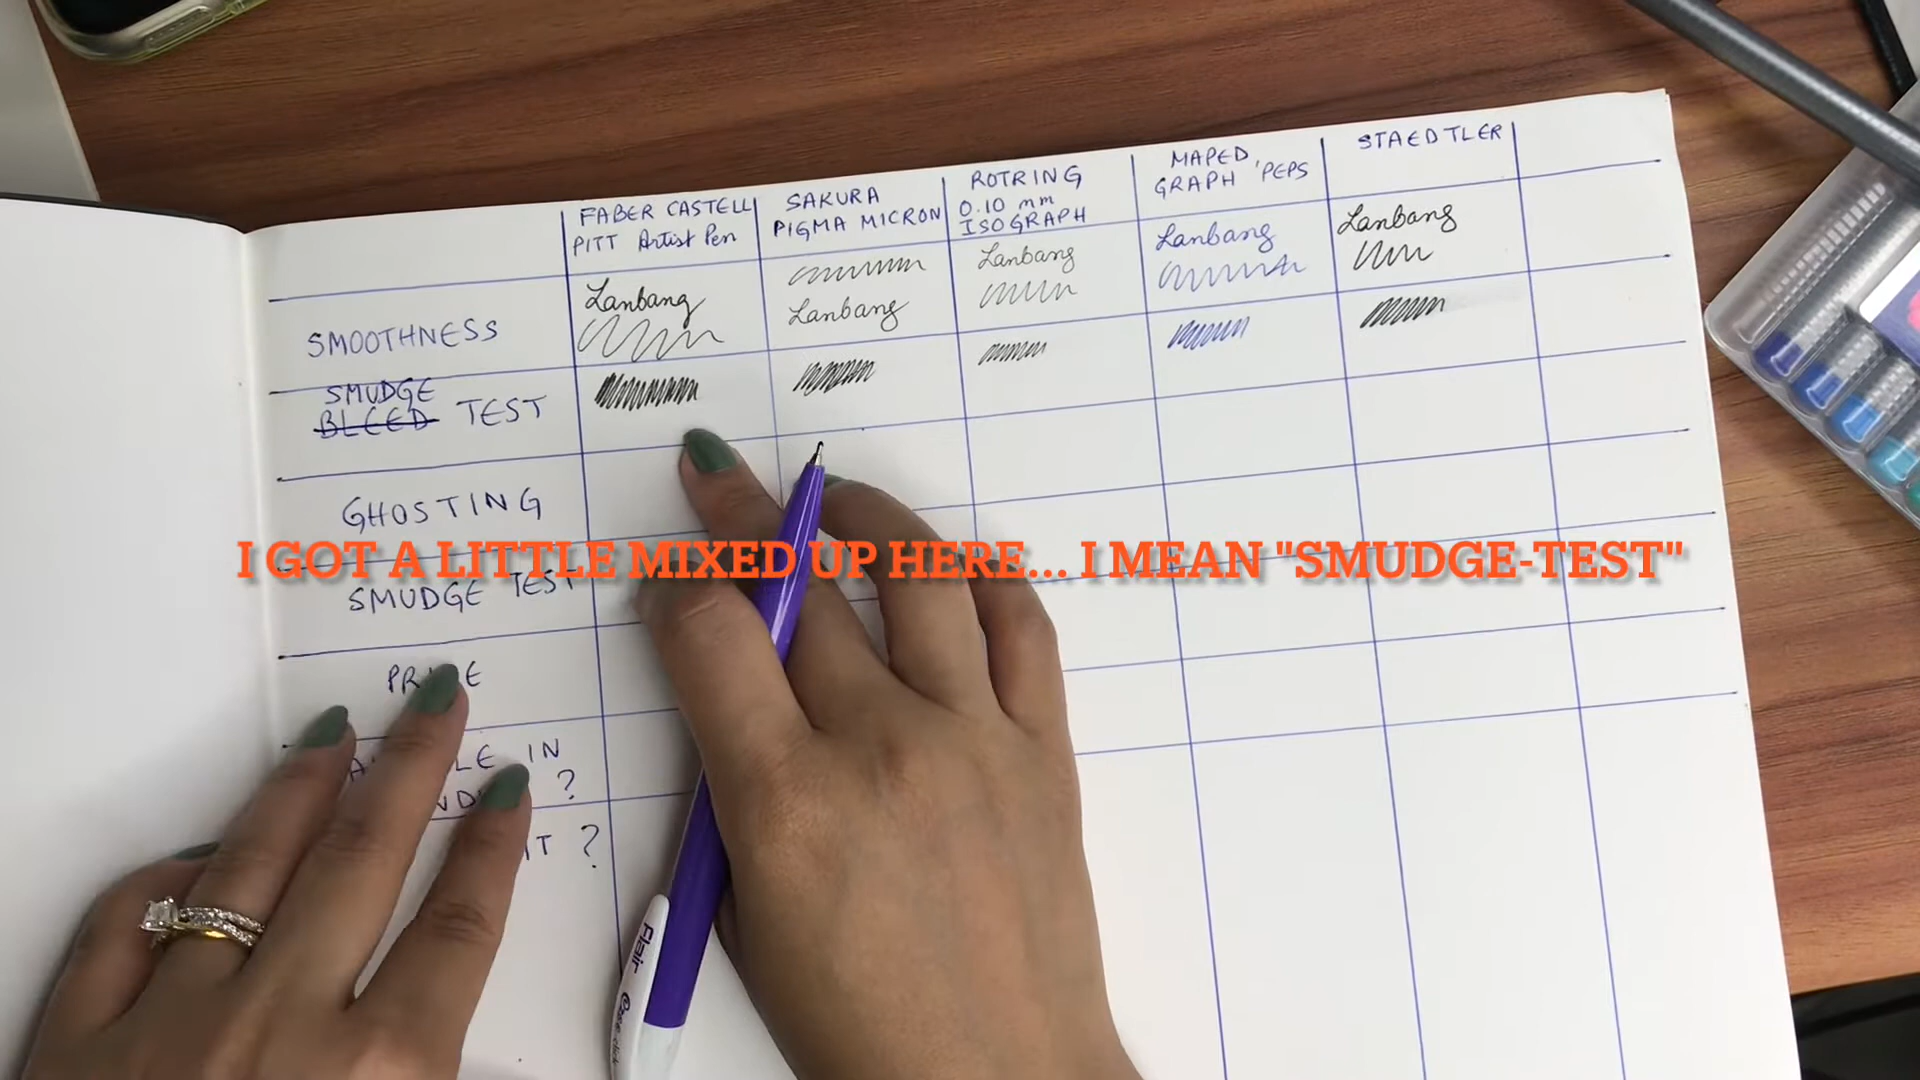 FABER CASTELL
PITT Artist Pen
SAKURA
PIGMA MICRON
ROTRING
0.10 mm
ISOGRAPH
MAPED
GRAPH 'PEPS
STAEDTLER
SMOOTHNESS
Lanbang
Lanbang
Lanbang
Lanbang
Lanbang
SMUDGE
BLEED TEST
GHOSTING
I GOT A LITTLE MIXED UP HERE... I MEAN "SMUDGE-TEST"
SMUDGE TEST
IN
?
?
Flair